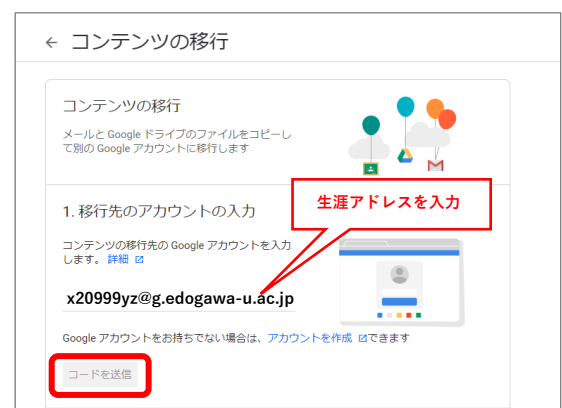 ← コンテンツの移行
コンテンツの移行
メールと Google ドライブのファイルをコピーし
て別の Google アカウントに移行します
生涯アドレスを入力
1. 移行先のアカウントの入力
コンテンツの移行先の Google アカウントを入力
します。 詳細
x20999yz@g.edogawa-u.ac.jp
Google アカウントをお持ちでない場合は、アカウントを作成 できます
コードを送信